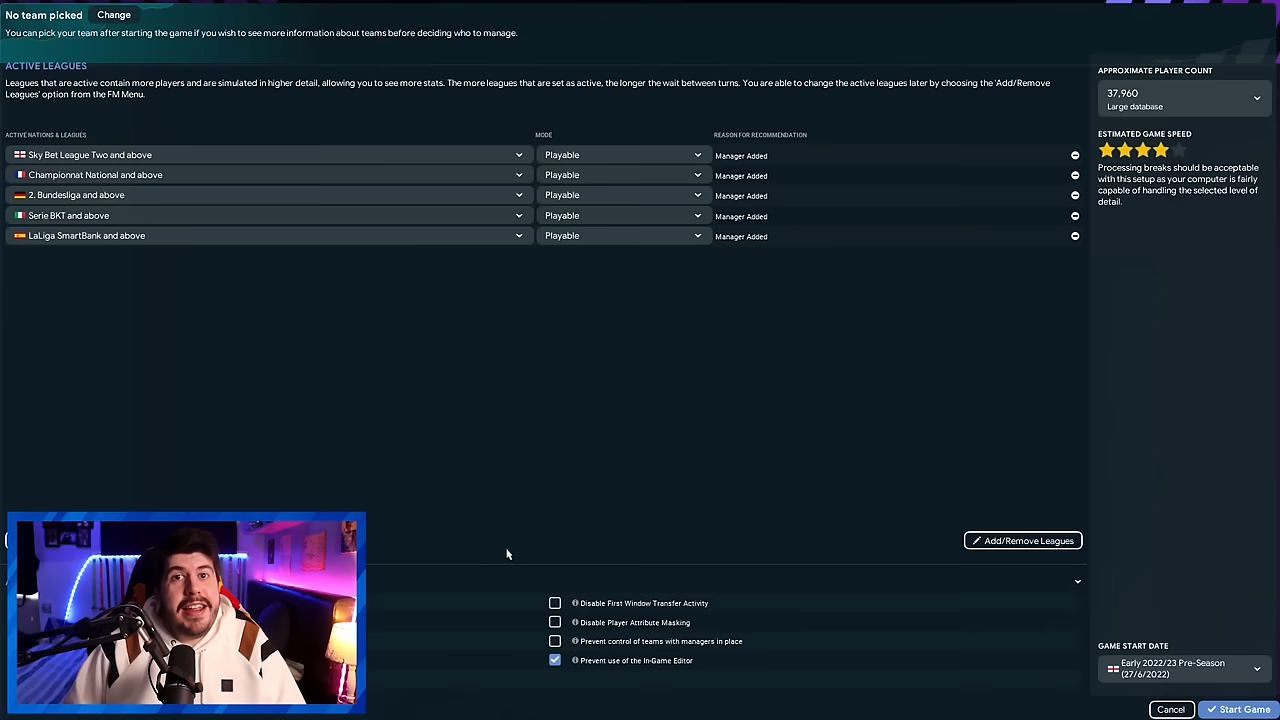 No team picked Change
You can pick your team after starting the game if you wish to see more information about teams before deciding who to manage.
ACTIVE LEAGUES
Leagues that are active contain more players and are simulated in higher detail, allowing you to see more stats. The more leagues that are set as active, the longer the wait between turns. You are able to change the active leagues later by choosing the 'Add/Remove
Leagues' option from the FM Menu.
ACTIVE NATIONS & LEAGUES MODE REASON FOR RECOMMENDATION
Sky Bet League Two and above Playable Manager Added
Championnat National and above Playable Manager Added
2. Bundesliga and above Playable Manager Added
Serie BKT and above Playable Manager Added
LaLiga SmartBank and above Playable Manager Added
APPROXIMATE PLAYER COUNT
37,960
Large database
ESTIMATED GAME SPEED
Processing breaks should be acceptable
with this setup as your computer is fairly
capable of handling the selected level of
detail.
Add/Remove Leagues
Disable First Window Transfer Activity
Disable Player Attribute Masking
Prevent control of teams with managers in place
Prevent use of the In-Game Editor
GAME START DATE
Early 2022/23 Pre-Season
(27/6/2022)
Cancel Start Game